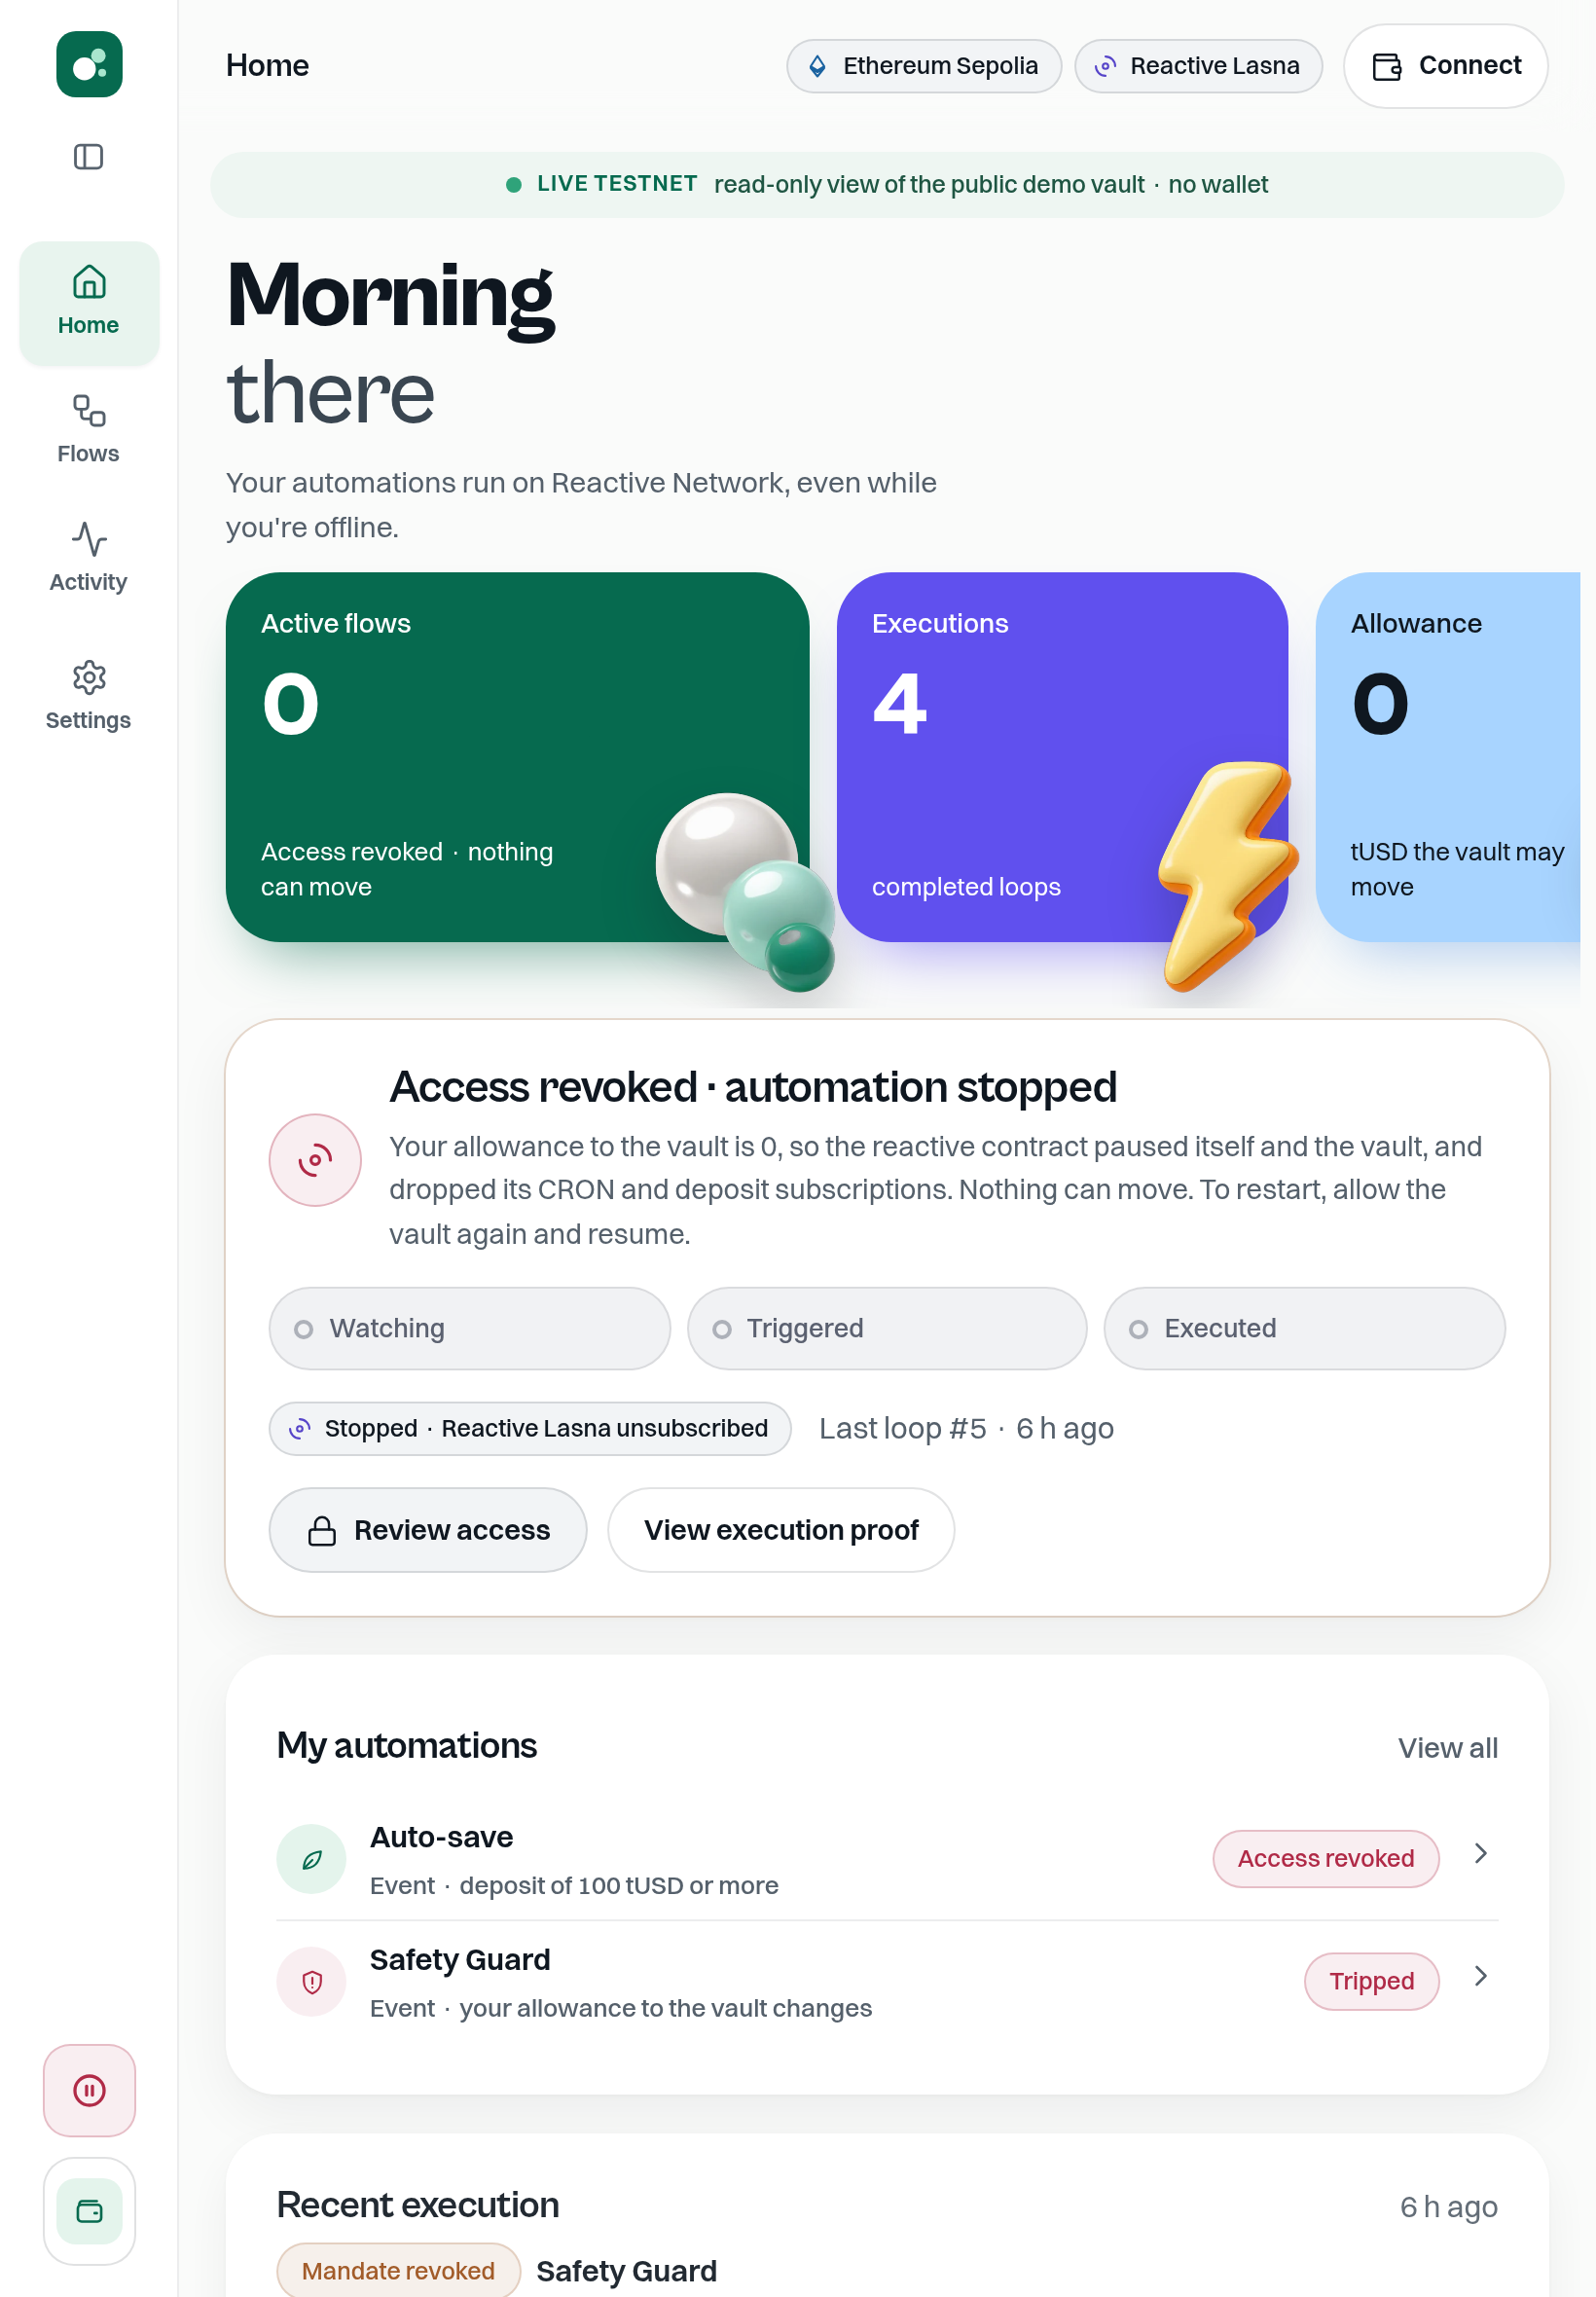 Home
Ethereum Sepolia
Reactive Lasna
Connect
LIVE TESTNET read-only view of the public demo vault · no wallet
Home
Flows
Activity
Settings
Morning
there
Your automations run on Reactive Network, even while
you're offline.
Active flows
0
Access revoked · nothing
can move
Executions
4
completed loops
Allowance
0
tUSD the vault may
move
Access revoked · automation stopped
Your allowance to the vault is 0, so the reactive contract paused itself and the vault, and
dropped its CRON and deposit subscriptions. Nothing can move. To restart, allow the
vault again and resume.
Watching
Triggered
Executed
Stopped · Reactive Lasna unsubscribed
Last loop #5 · 6 h ago
Review access
View execution proof
My automations
View all
Auto-save
Event · deposit of 100 tUSD or more
Access revoked
Safety Guard
Event · your allowance to the vault changes
Tripped
Recent execution
6 h ago
Mandate revoked
Safety Guard